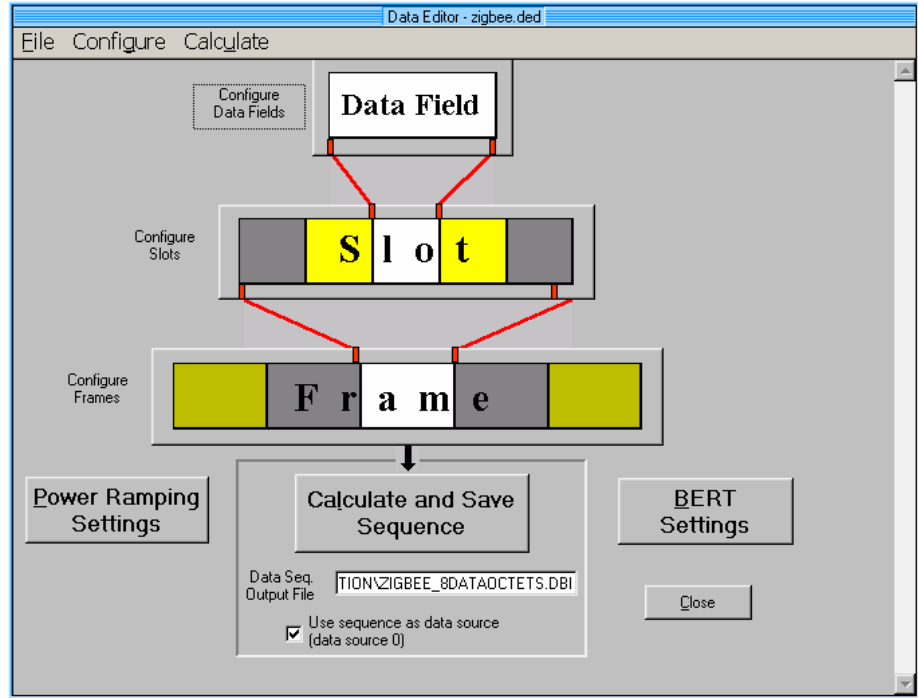 Data Editor - zigbee.ded
File Configure Calculate
Configure
Data Fields
Data Field
Configure
Slots
Slot
Configure
Frames
Frame
Power Ramping
Settings
Calculate and Save
Sequence
BERT
Settings
Data Seq.
Output File
TION\ZIGBEE_8DATAOCTETS.DBI
Use sequence as data source
(data source 0)
Close